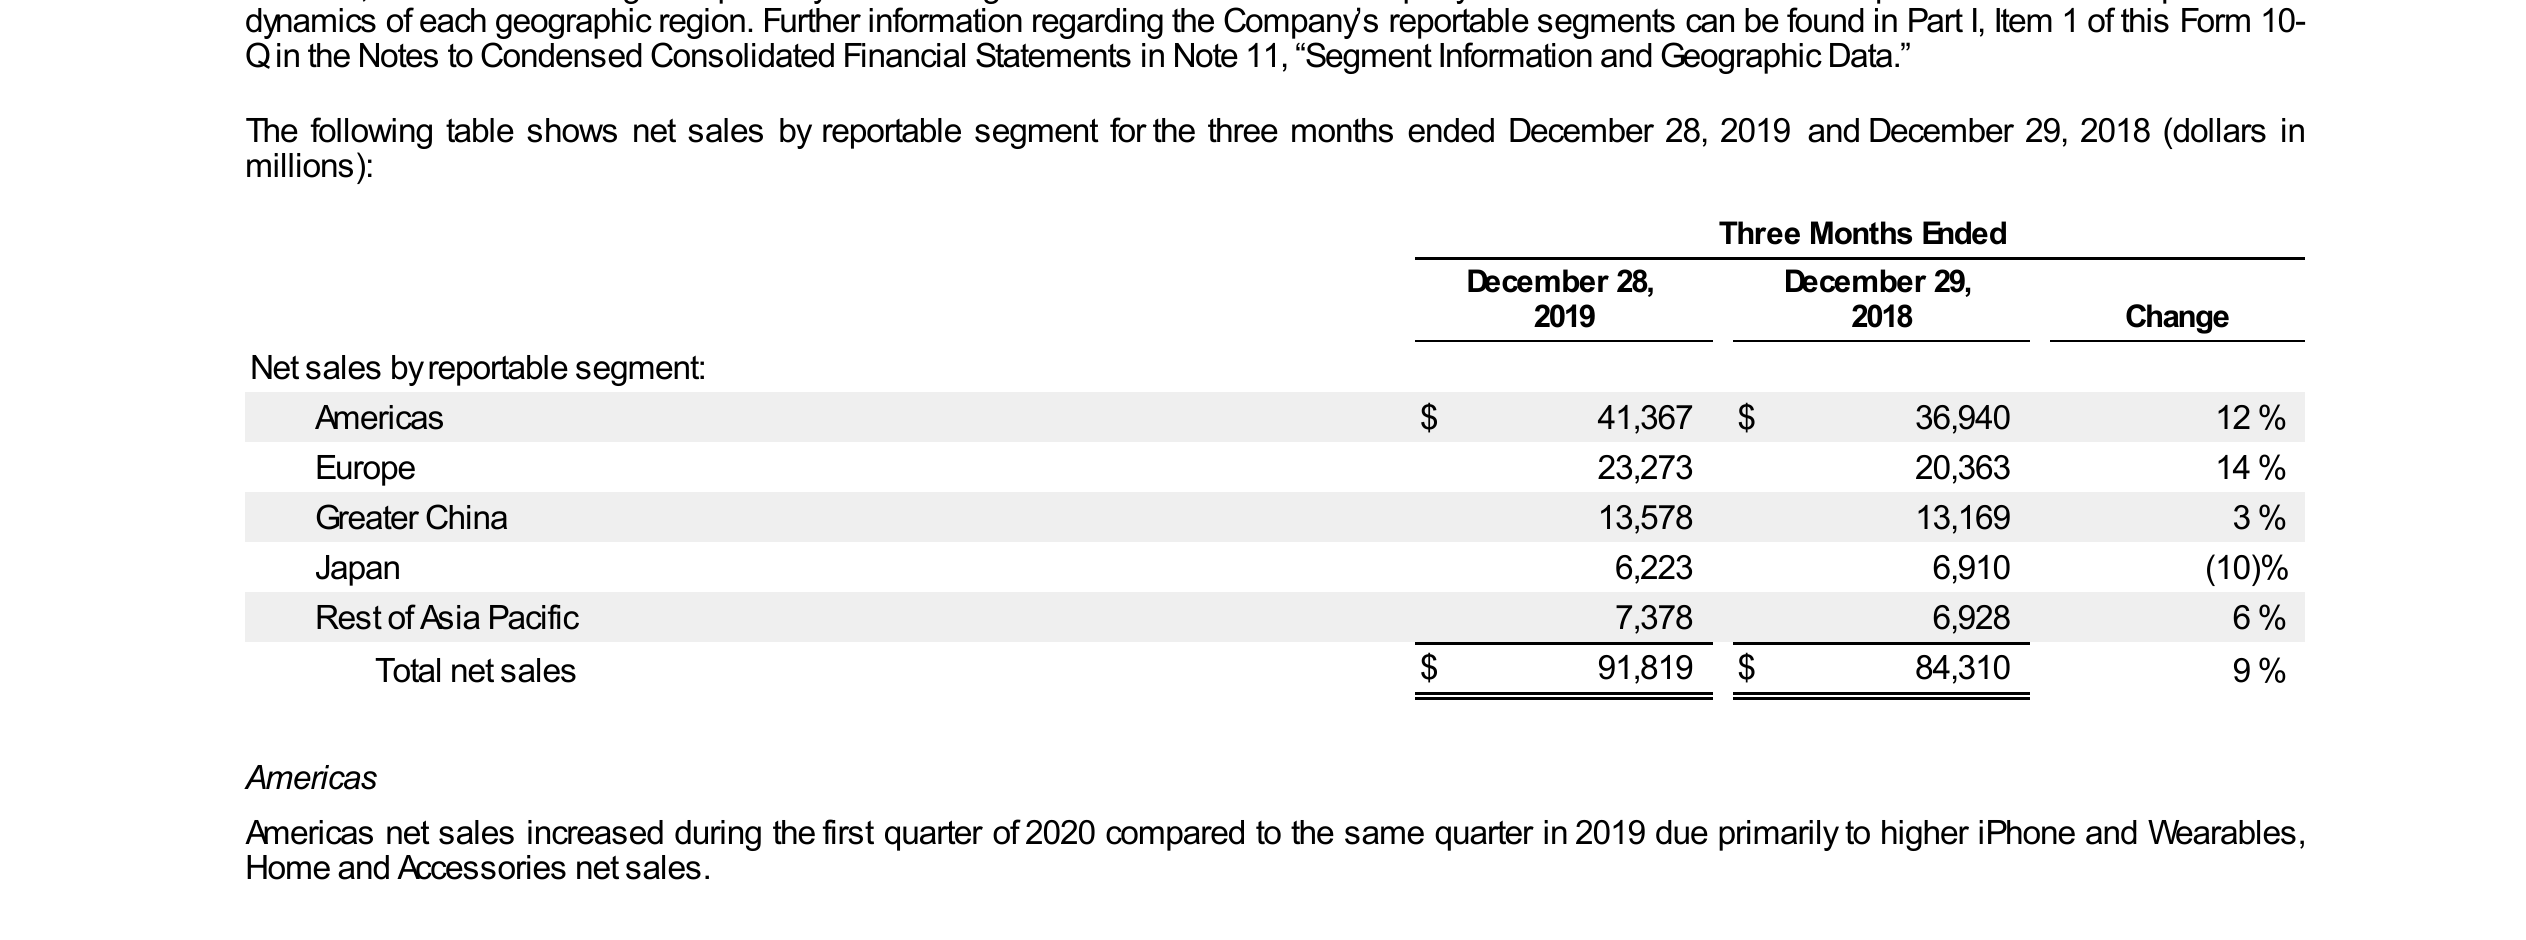 dynamics of each geographic region. Further information regarding the Company’s reportable segments can be found in Part I, Item 1 of this Form 10-
Q in the Notes to Condensed Consolidated Financial Statements in Note 11, “Segment Information and Geographic Data.”
The following table shows net sales by reportable segment for the three months ended December 28, 2019 and December 29, 2018 (dollars in
millions):
Three Months Ended
December 28, 2019 December 29, 2018 Change
Net sales by reportable segment:
Americas $ 41,367 $ 36,940 12 %
Europe 23,273 20,363 14 %
Greater China 13,578 13,169 3 %
Japan 6,223 6,910 (10)%
Rest of Asia Pacific 7,378 6,928 6 %
Total net sales $ 91,819 $ 84,310 9 %
Americas
Americas net sales increased during the first quarter of 2020 compared to the same quarter in 2019 due primarily to higher iPhone and Wearables,
Home and Accessories net sales.